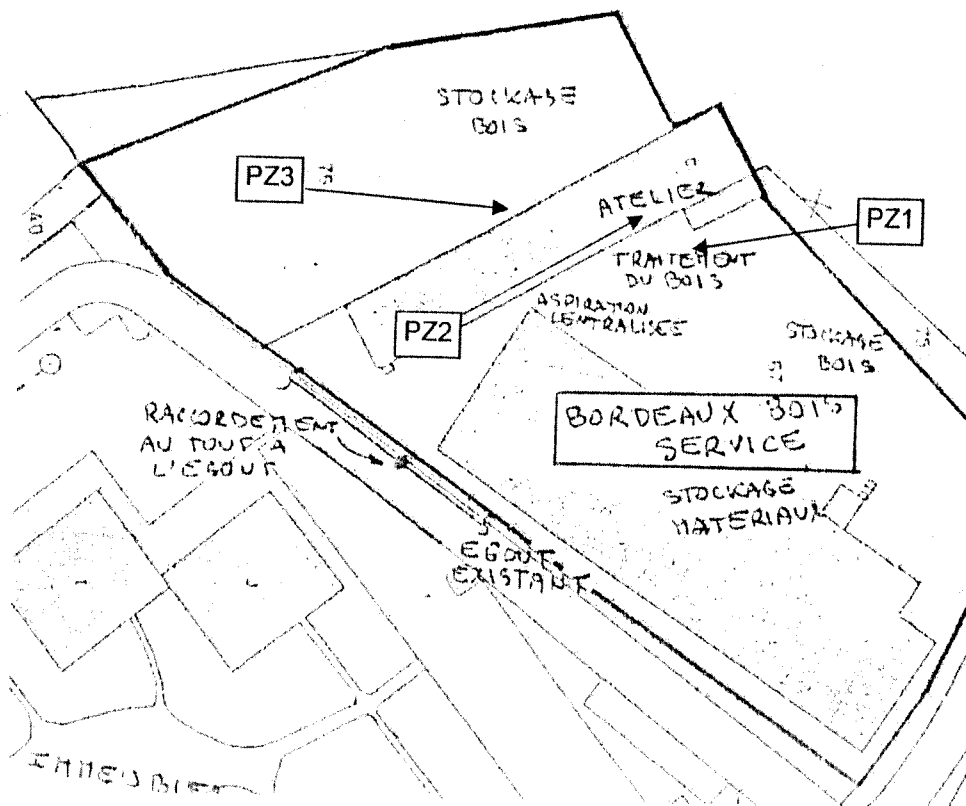 STOCKAGE
BOIS
PZ3
76
ATELIER
PZ1
TRAITEMENT
DU BOIS
PZ2
ASPIRATION
CENTRALISEE
STOCKAGE
BOIS
BORDEAUX BOIS
SERVICE
RACCORDEMENT
AU TOUT A
L'EGOUT
STOCKAGE
MATERIAUX
EGOUT
EXISTANT